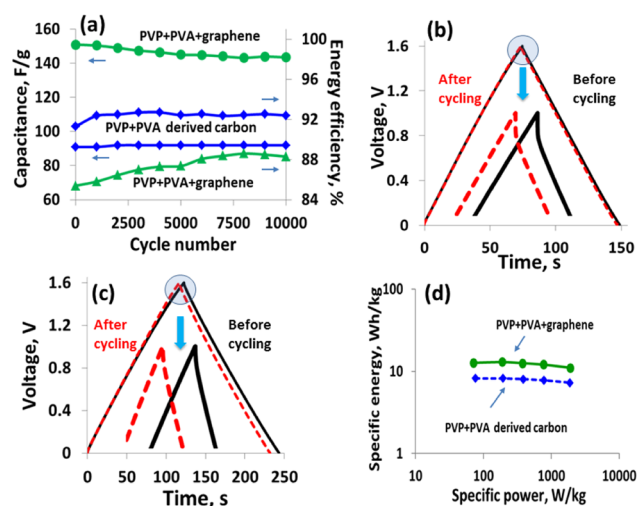 (a)
PVP+PVA+graphene
PVP+PVA derived carbon
PVP+PVA+graphene
Capacitance, F/g
160
140
120
100
80
60
Energy efficiency, %
100
98
96
94
92
90
88
86
84
0 2500 5000 7500 10000
Cycle number
(b)
After
cycling
Before
cycling
Voltage, V
1.6
1.2
0.8
0.4
0
0 50 100 150
Time, s
(c)
After
cycling
Before
cycling
Voltage, V
1.6
1.2
0.8
0.4
0
0 50 100 150 200 250
Time, s
(d)
PVP+PVA+graphene
PVP+PVA derived carbon
Specific energy, Wh/kg
100
10
1
10 100 1000 10000
Specific power, W/kg